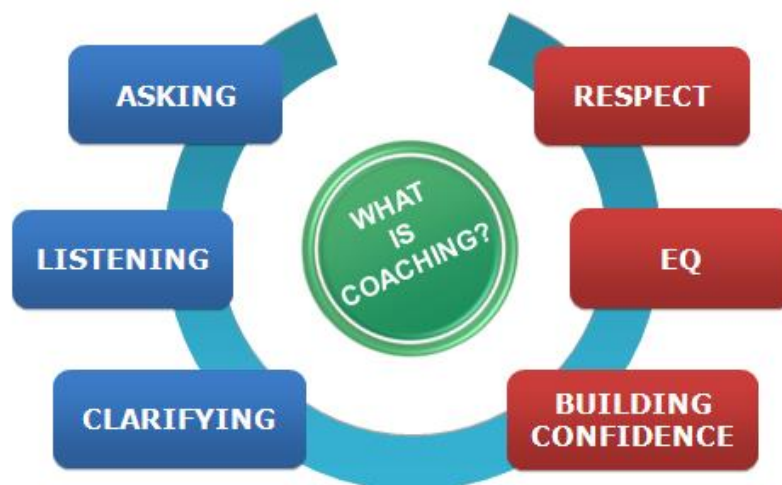 ASKING
LISTENING
CLARIFYING
WHAT
IS
COACHING?
RESPECT
EQ
BUILDING
CONFIDENCE